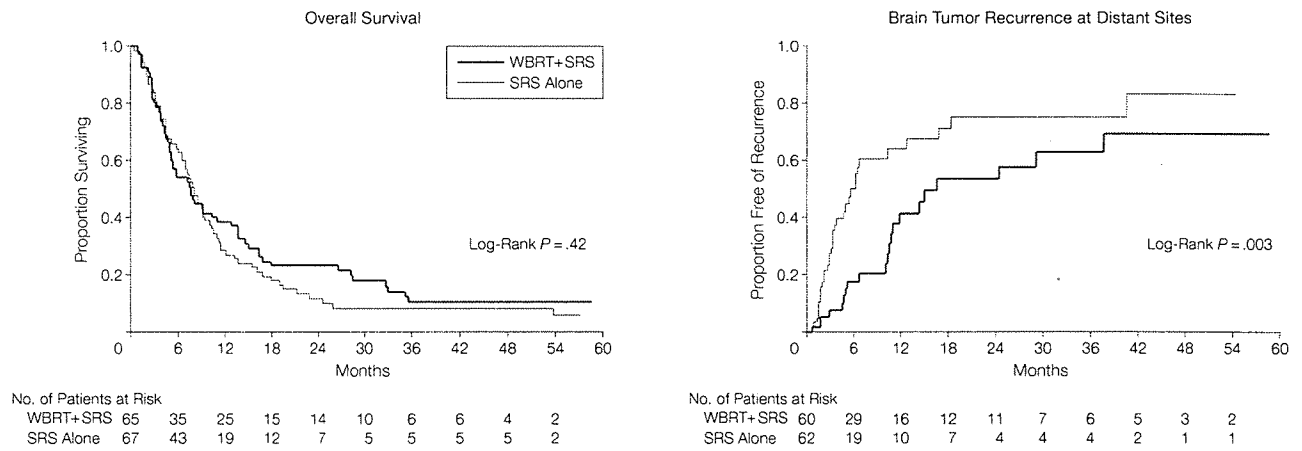 Overall Survival
1.0
0.8
0.6
0.4
0.2
Proportion Surviving
WBRT+SRS
SRS Alone
Log-Rank P = .42
0 6 12 18 24 30 36 42 48 54 60
Months
No. of Patients at Risk
WBRT+SRS 65 35 25 15 14 10 6 6 4 2
SRS Alone 67 43 19 12 7 5 5 5 5 2
Brain Tumor Recurrence at Distant Sites
1.0
0.8
0.6
0.4
0.2
Proportion Free of Recurrence
Log-Rank P = .003
0 6 12 18 24 30 36 42 48 54 60
Months
No. of Patients at Risk
WBRT+SRS 60 29 16 12 11 7 6 5 3 2
SRS Alone 62 19 10 7 4 4 4 2 1 1